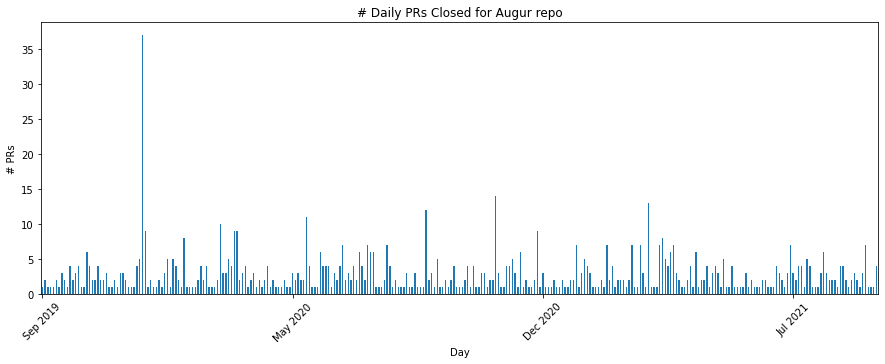 # Daily PRs Closed for Augur repo
# PRs
35
30
25
20
15
10
5
0
Sep 2019
May 2020
Dec 2020
Jul 2021
Day